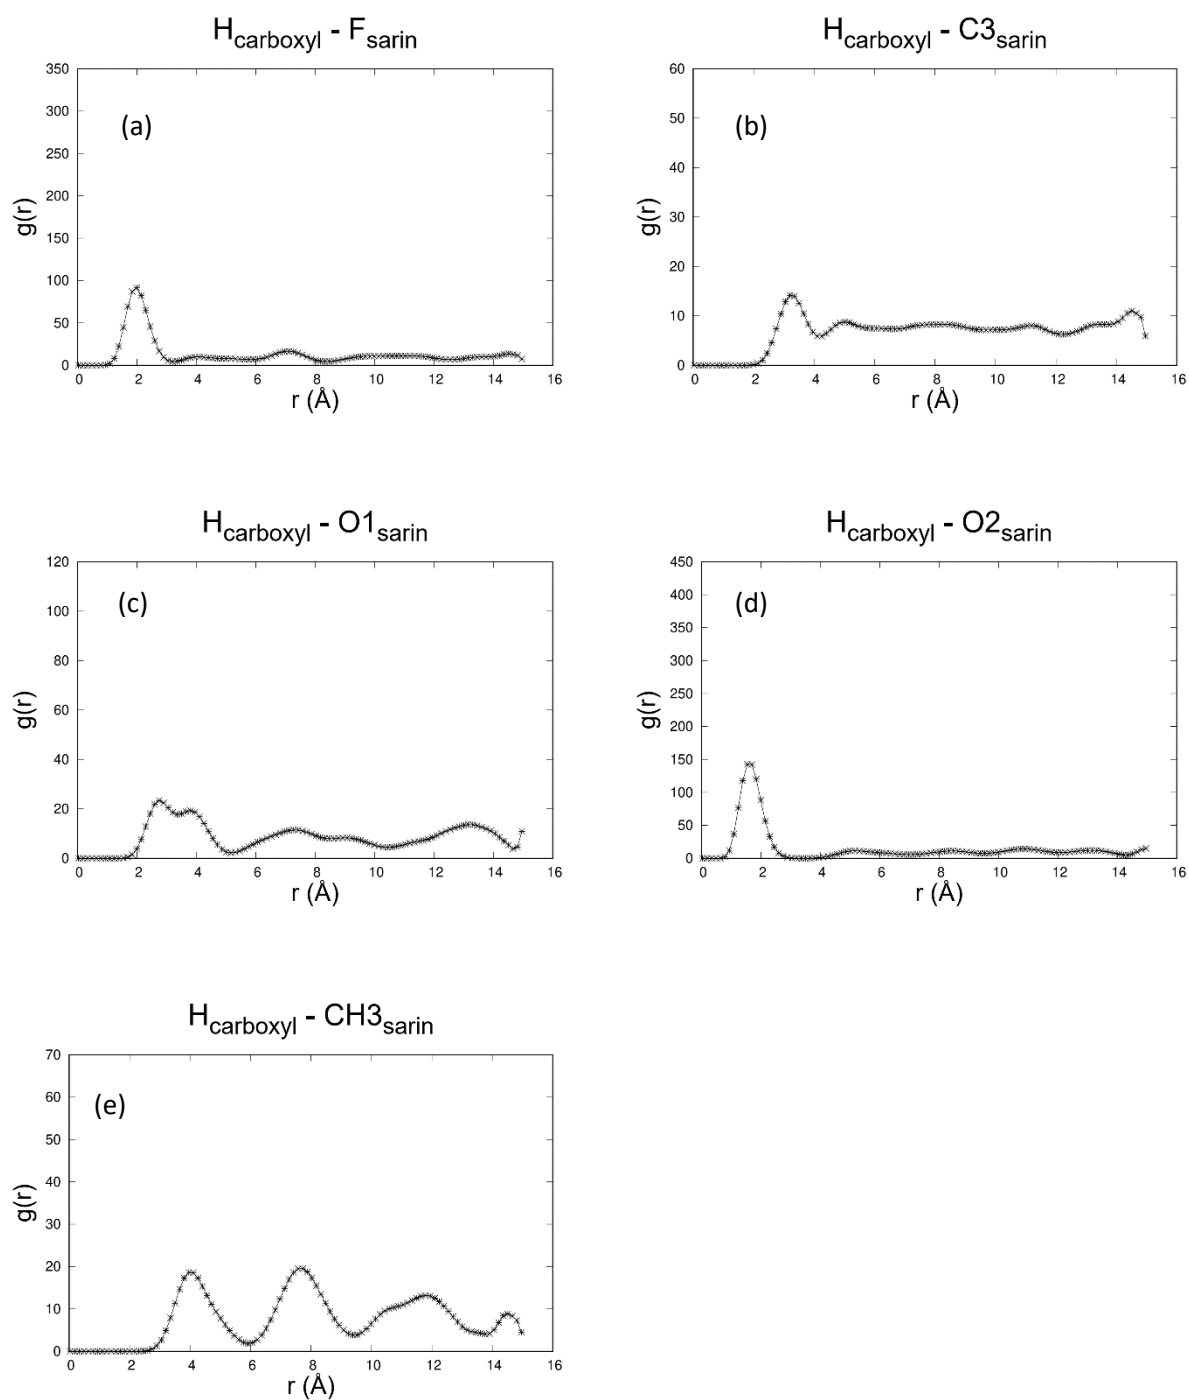 H_carboxyl - F_sarin
H_carboxyl - C3_sarin
350
300
250
200
150
100
50
0
g(r)
(a)
0 2 4 6 8 10 12 14 16
r (Å)
60
50
40
30
20
10
0
g(r)
(b)
0 2 4 6 8 10 12 14 16
r (Å)
H_carboxyl - O1_sarin
H_carboxyl - O2_sarin
120
100
80
60
40
20
0
g(r)
(c)
0 2 4 6 8 10 12 14 16
r (Å)
450
400
350
300
250
200
150
100
50
0
g(r)
(d)
0 2 4 6 8 10 12 14 16
r (Å)
H_carboxyl - CH3_sarin
70
60
50
40
30
20
10
0
g(r)
(e)
0 2 4 6 8 10 12 14 16
r (Å)